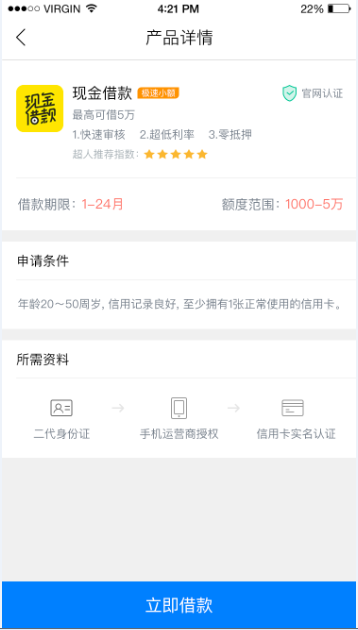 VIRGIN 4:21 PM 22%
产品详情
现金借款
现金借款 极速小额 官网认证
最高可借5万
1.快速审核 2.超低利率 3.零抵押
超人推荐指数：
借款期限：1-24月 额度范围：1000-5万
申请条件
年龄20～50周岁, 信用记录良好, 至少拥有1张正常使用的信用卡。
所需资料
二代身份证 手机运营商授权 信用卡实名认证
立即借款